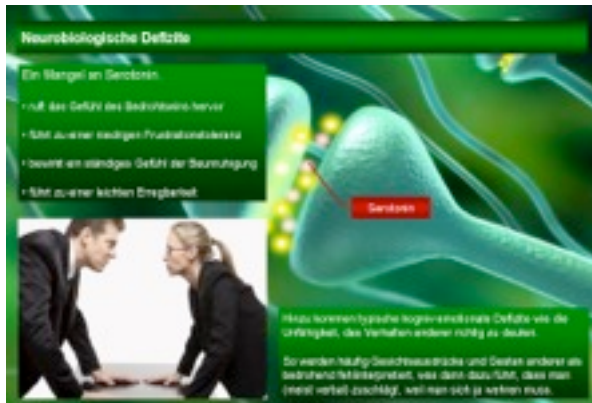 Neurobiologische Defizite
Ein Mangel an Serotonin:
• ruft das Gefühl des Bedrohtseins hervor
• führt zu einer niedrigen Frustrationstoleranz
• bewirkt ein ständiges Gefühl der Beunruhigung
• führt zu einer leichten Erregbarkeit
Serotonin
Hinzu kommen typische kognitiv-emotionale Defizite wie die
Unfähigkeit, das Verhalten anderer richtig zu deuten.
So werden häufig Gesichtsausdrücke und Gesten anderer als
bedrohend fehlinterpretiert, was dann dazu führt, dass man
(meist verbal) zuschlägt, weil man sich ja wehren muss.